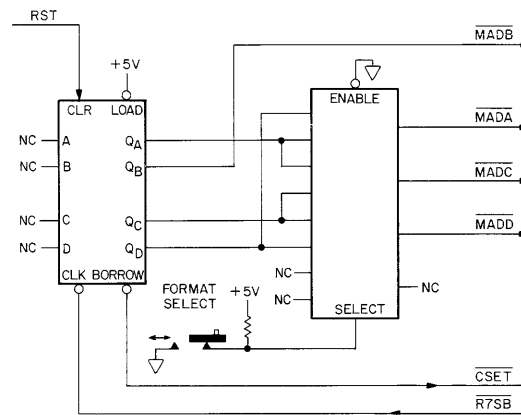 RST
MADB
+5V
ENABLE
CLR LOAD
MADA
NC A QA
NC B QB
MADC
NC C QC
MADD
NC D QD
CLK BORROW
NC
FORMAT SELECT
+5V
NC
NC
SELECT
CSET
R7SB